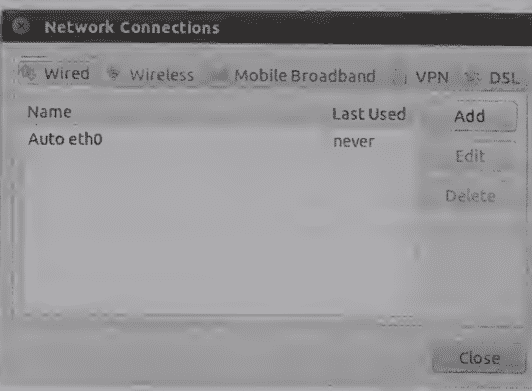 Network Connections
Wired Wireless Mobile Broadband VPN DSL
Name Last Used Add
Auto eth0 never
Edit
Delete
Close